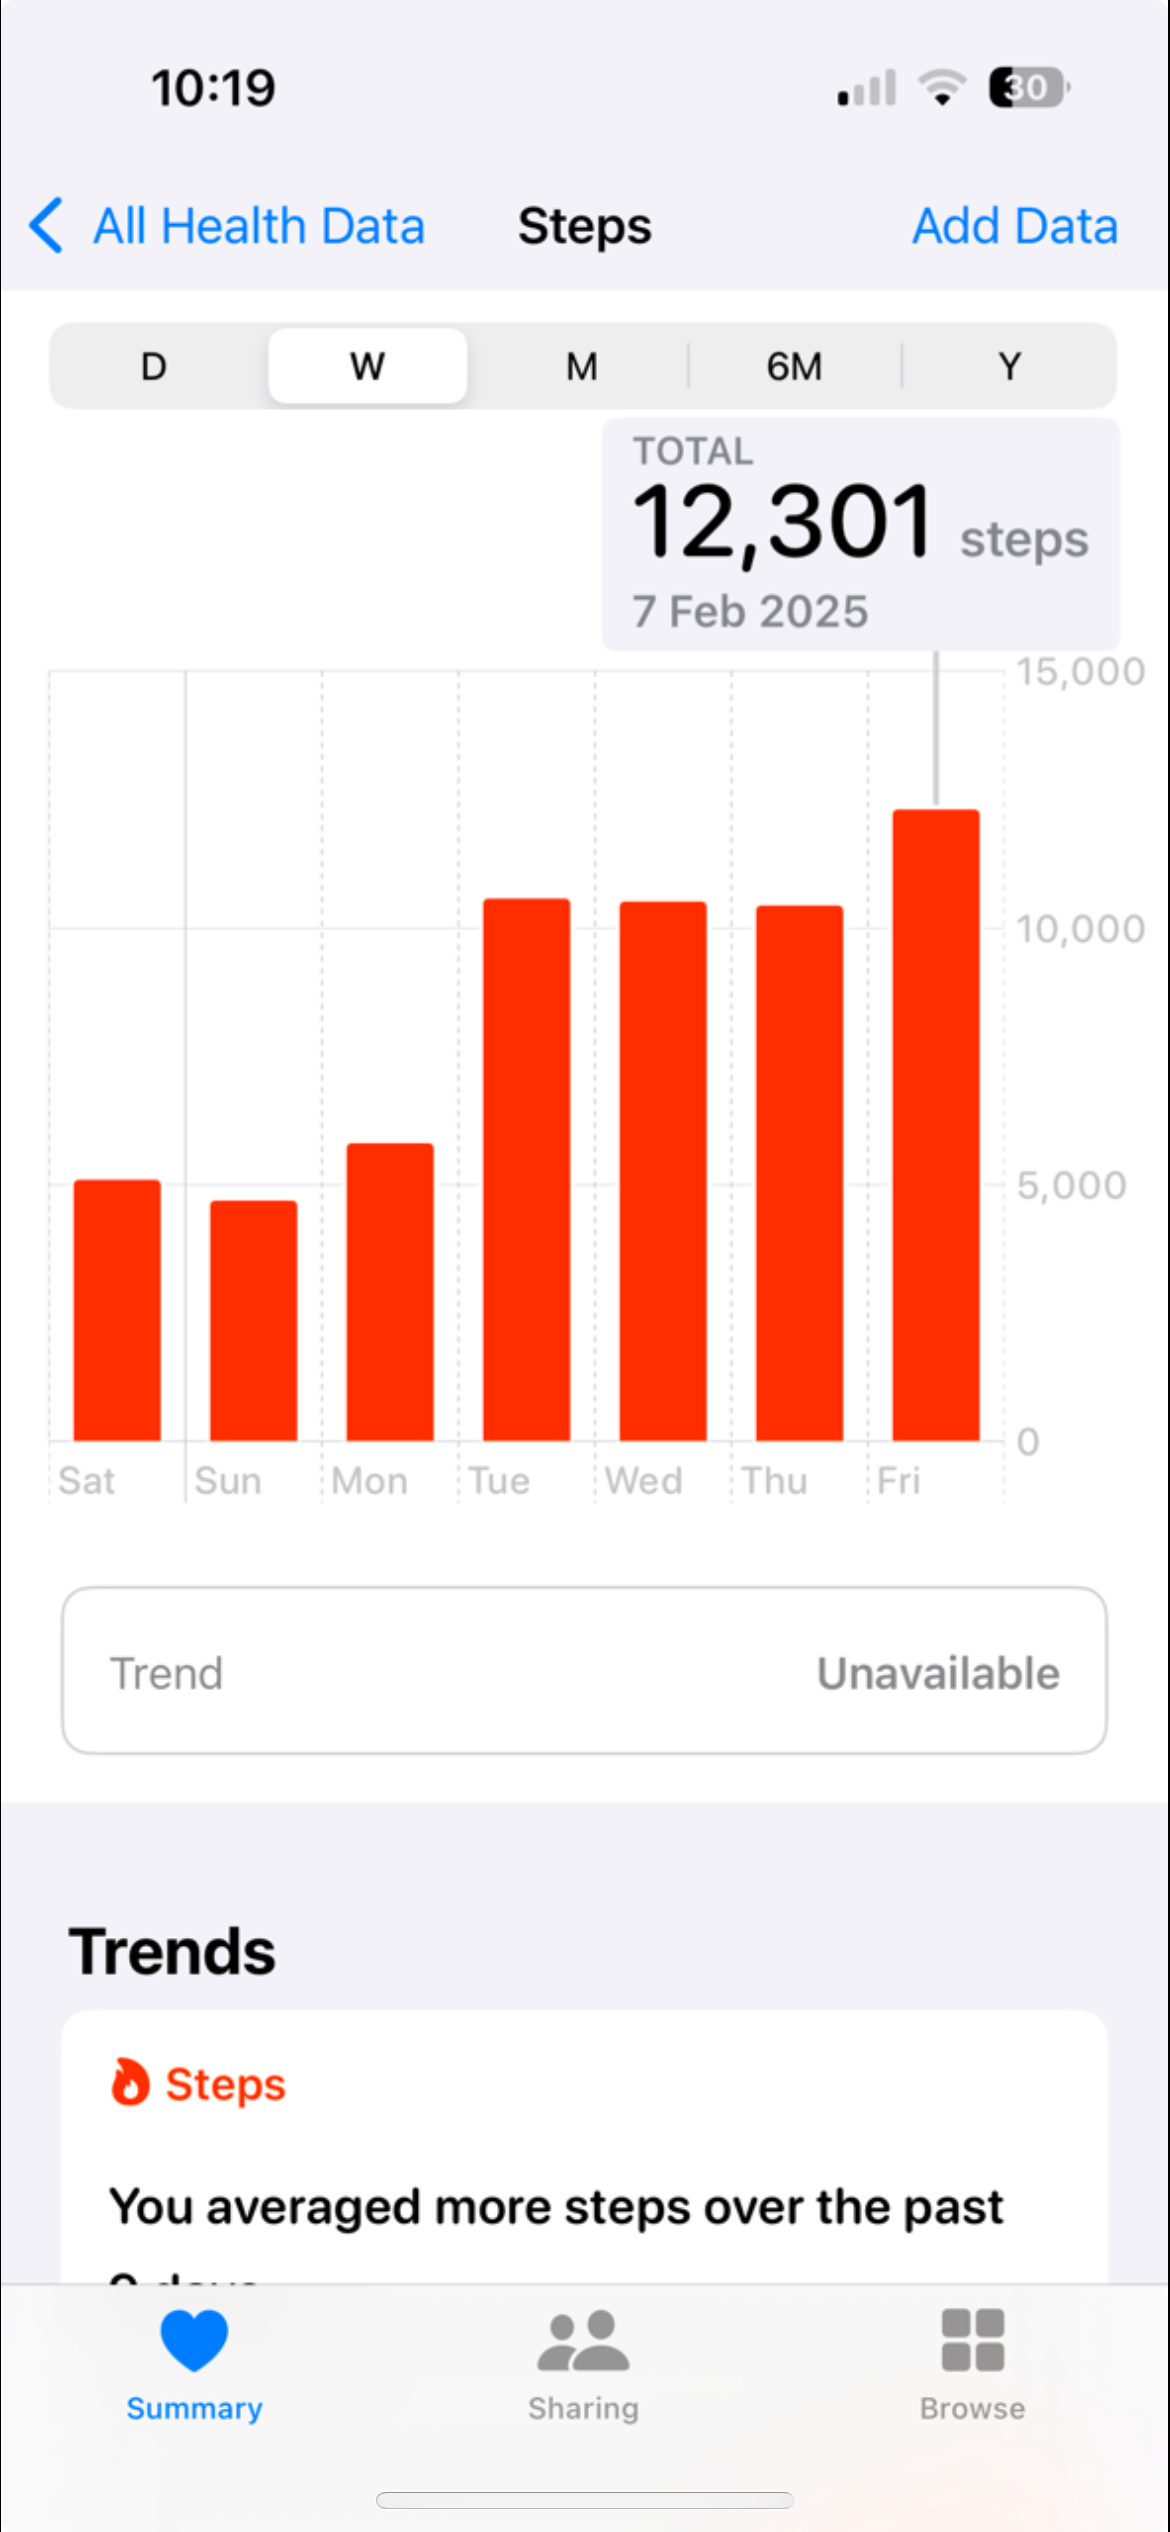 10:19
30
All Health Data
Steps
Add Data
D W M 6M Y
TOTAL
12,301 steps
7 Feb 2025
15,000
10,000
5,000
0
Sat Sun Mon Tue Wed Thu Fri
Trend Unavailable
Trends
Steps
You averaged more steps over the past
days
Summary Sharing Browse